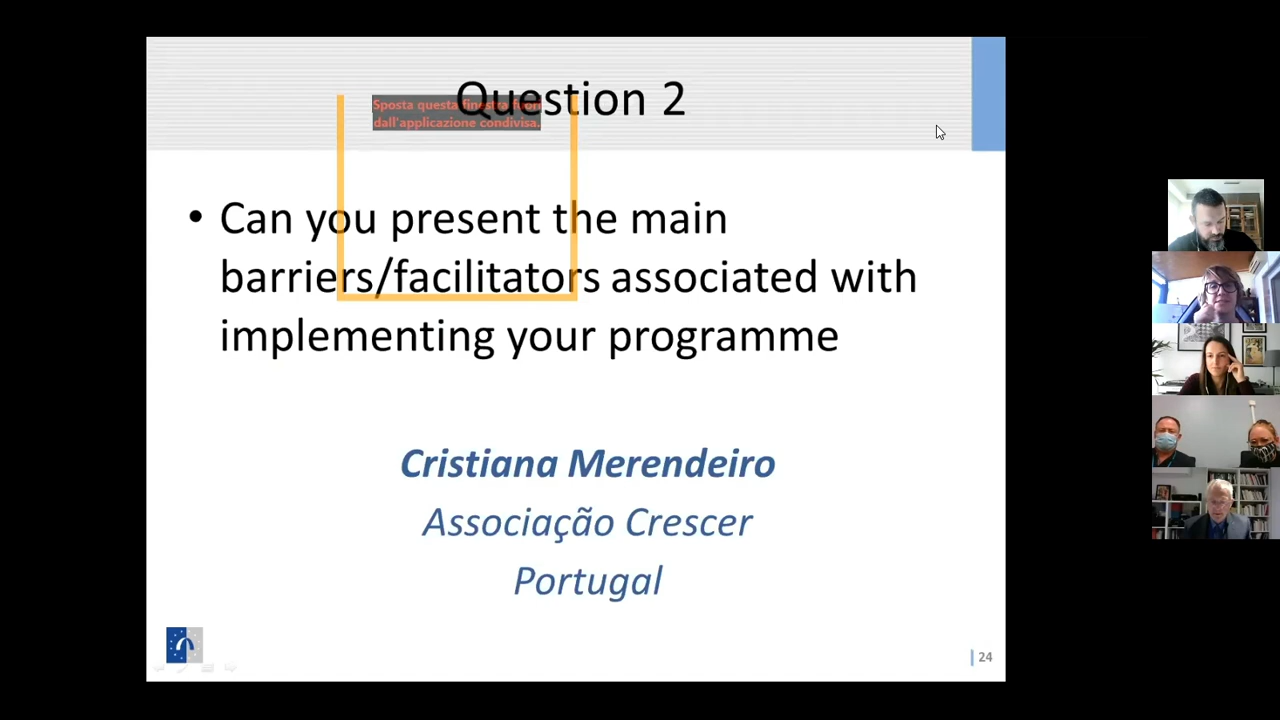 Question 2
Sposta questa finestra fuori
dall'applicazione condivisa.
• Can you present the main
barriers/facilitators associated with
implementing your programme
Cristiana Merendeiro
Associação Crescer
Portugal
24